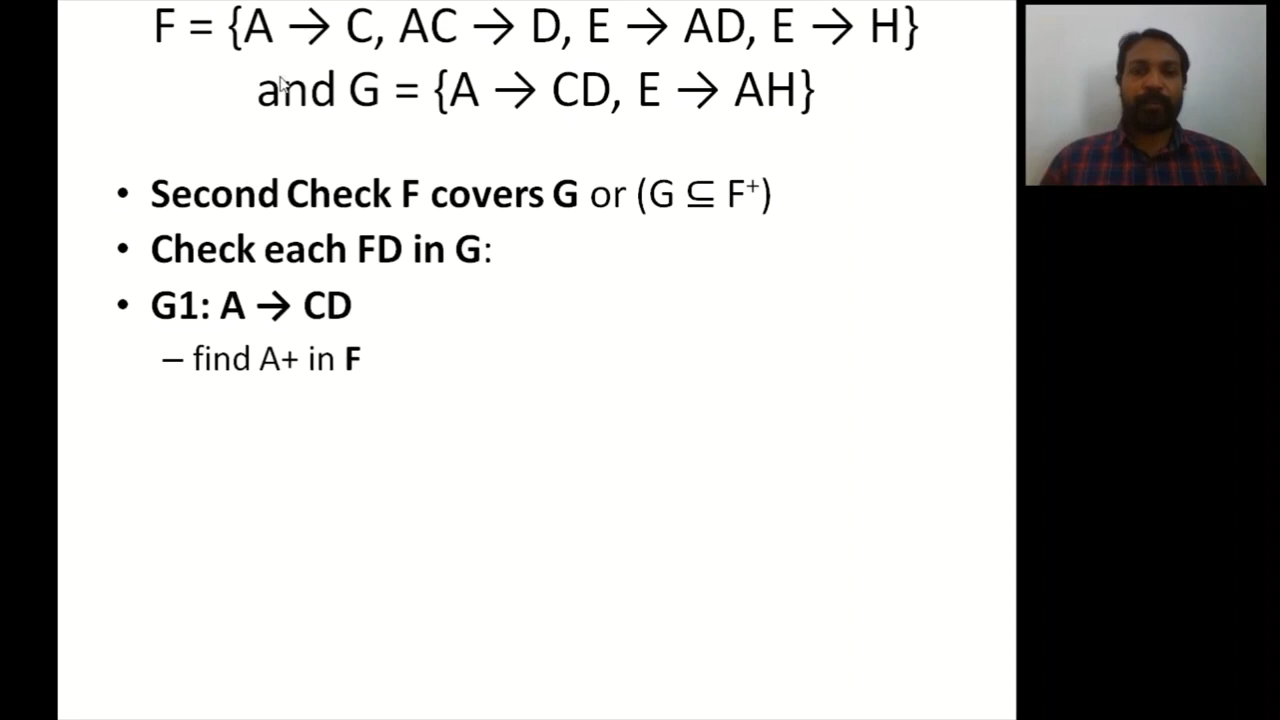 F = {A → C, AC → D, E → AD, E → H}
and G = {A → CD, E → AH}
• Second Check F covers G or (G ⊆ F⁺)
• Check each FD in G:
• G1: A → CD
– find A+ in F